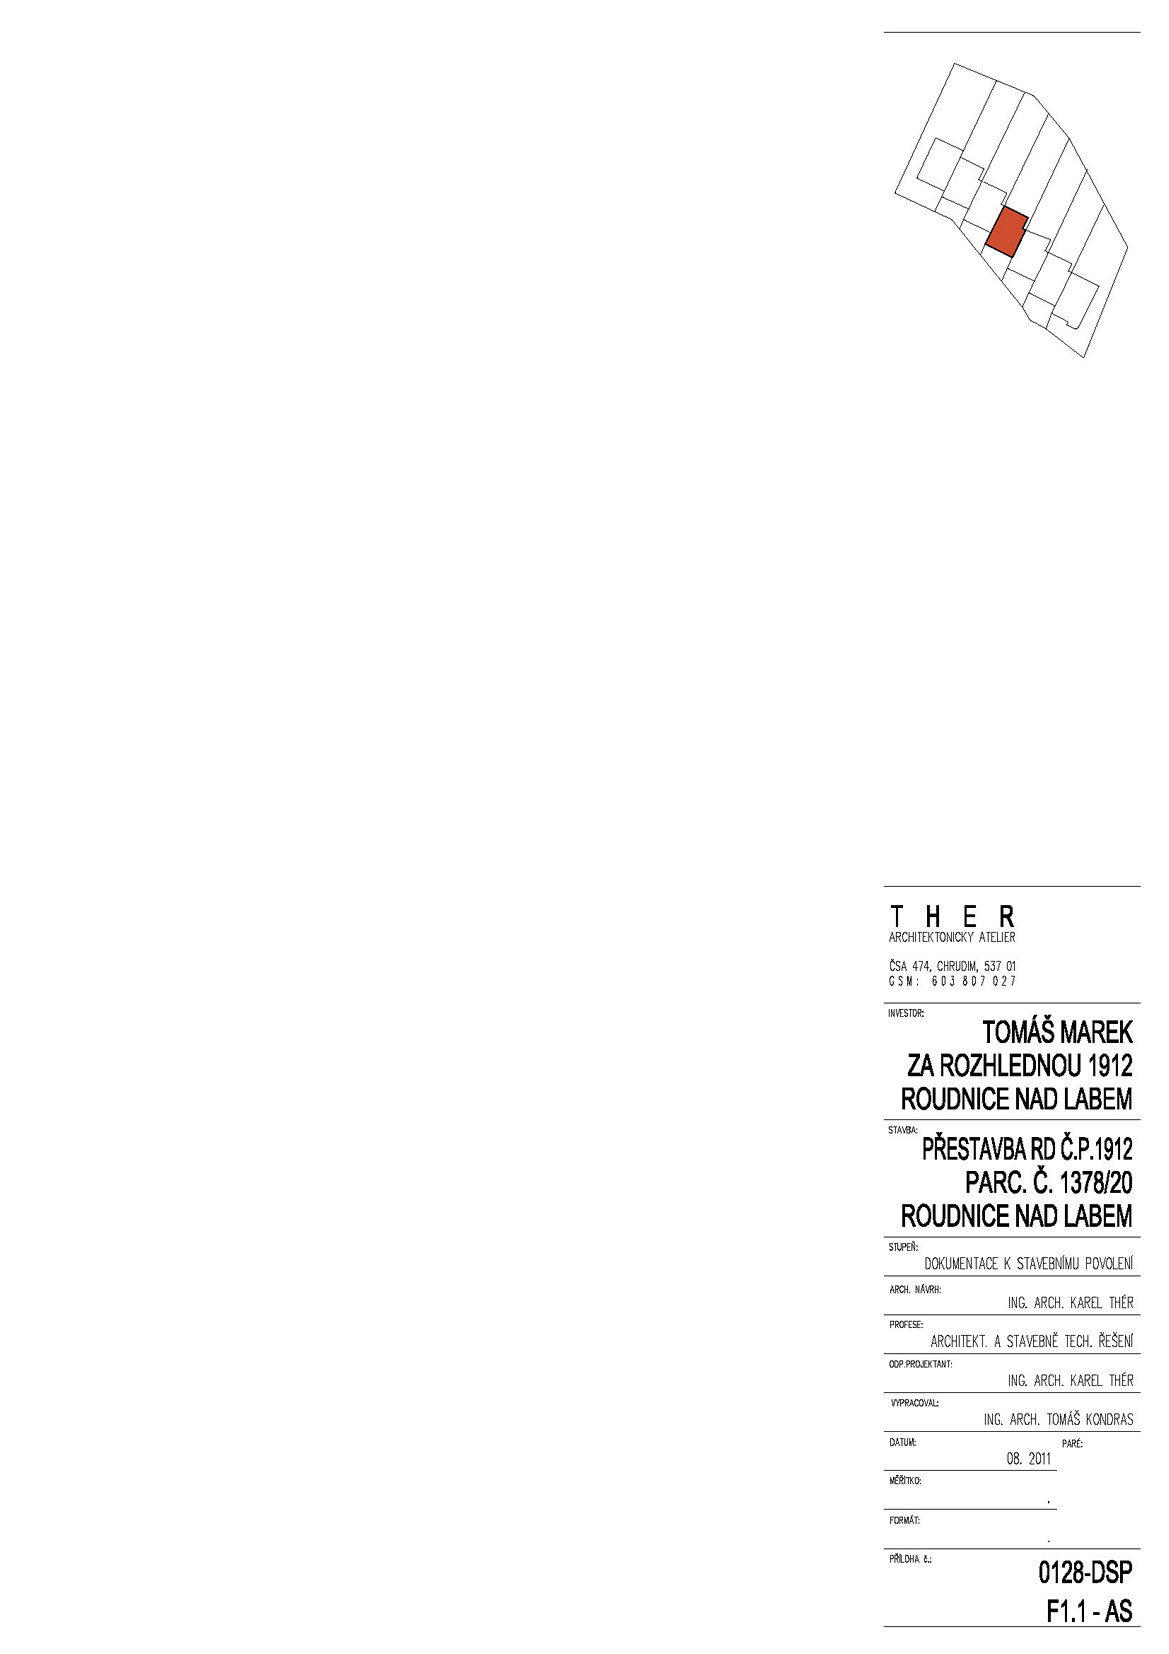 T H E R
ARCHITEKTONICKY ATELIER
ČSA 474, CHRUDIM, 537 01
GSM: 603 807 027
INVESTOR:
TOMÁŠ MAREK
ZA ROZHLEDNOU 1912
ROUDNICE NAD LABEM
STAVBA:
PŘESTAVBA RD Č.P.1912
PARC. Č. 1378/20
ROUDNICE NAD LABEM
STUPEŇ:
DOKUMENTACE K STAVEBNÍMU POVOLENÍ
ARCH. NÁVRH:
ING. ARCH. KAREL THÉR
PROFESE:
ARCHITEKT. A STAVEBNĚ TECH. ŘEŠENÍ
ODP.PROJEKTANT:
ING. ARCH. KAREL THÉR
VYPRACOVAL:
ING. ARCH. TOMÁŠ KONDRAS
DATUM: PARÉ:
08. 2011
MĚŘÍTKO:
.
FORMÁT:
.
PŘÍLOHA č.:
0128-DSP
F1.1 - AS